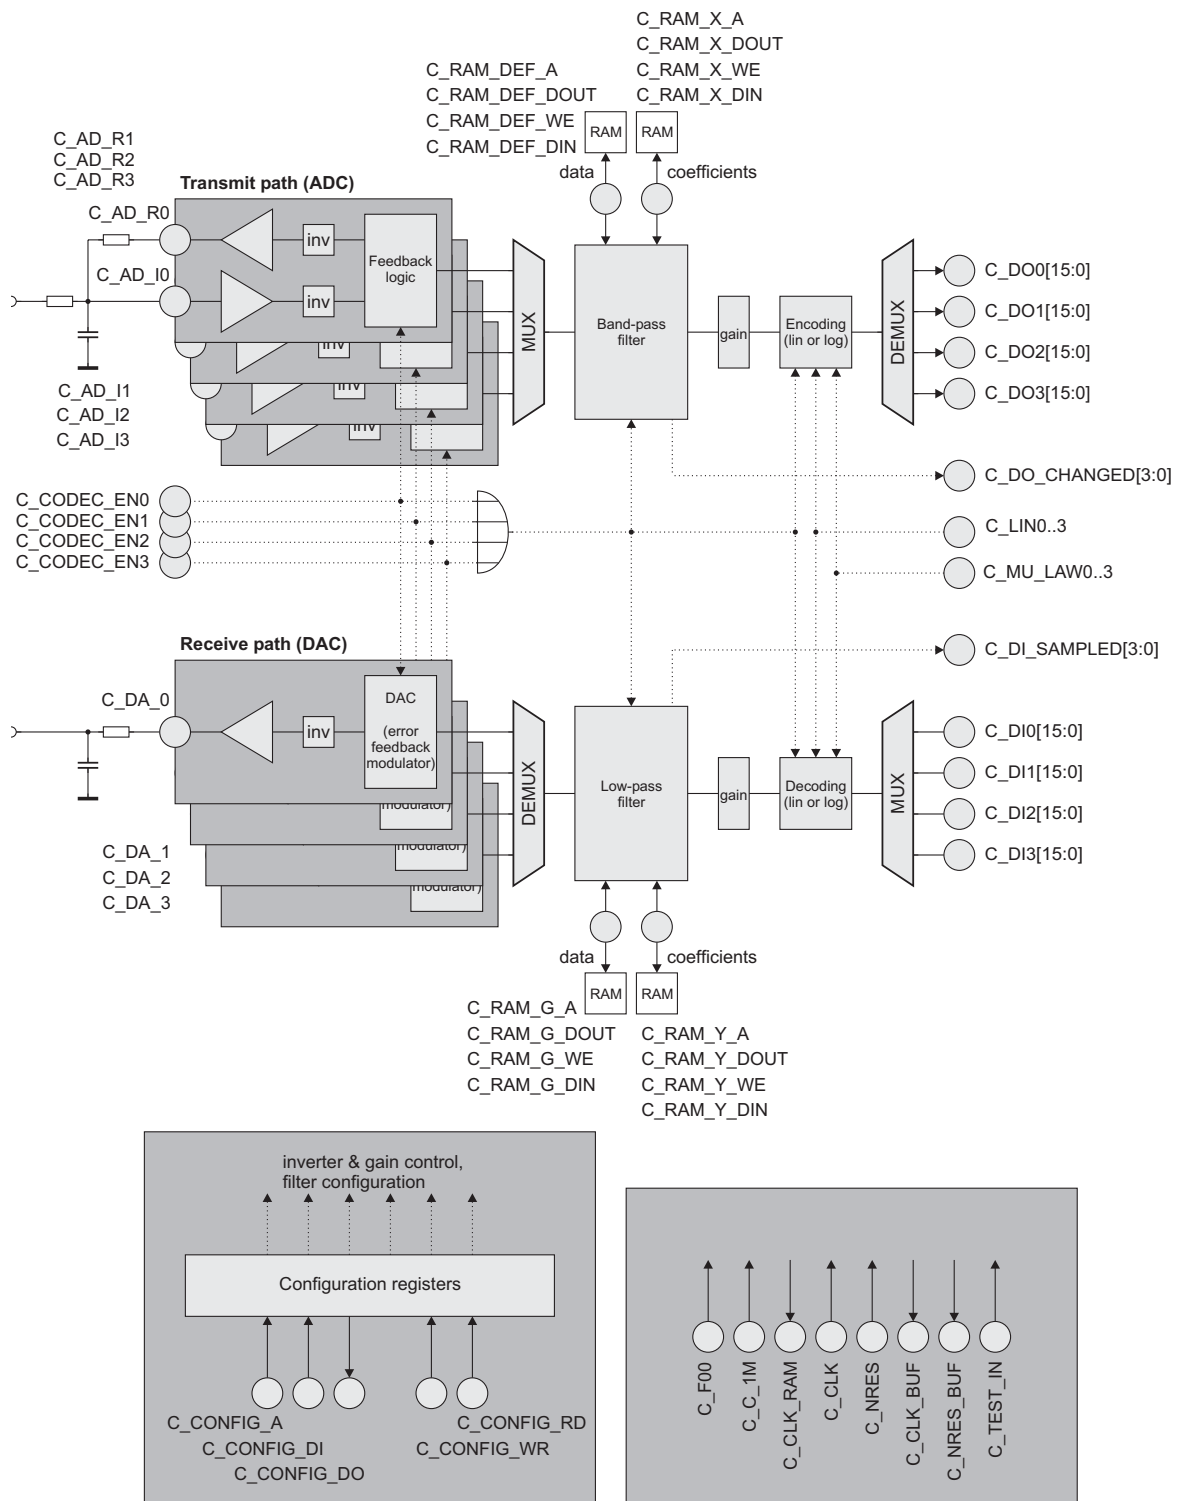 C_RAM_X_A
C_RAM_X_DOUT
C_RAM_X_WE
C_RAM_X_DIN
C_RAM_DEF_A
C_RAM_DEF_DOUT
C_RAM_DEF_WE
C_RAM_DEF_DIN
RAM
RAM
data
coefficients
C_AD_R1
C_AD_R2
C_AD_R3
Transmit path (ADC)
C_AD_R0
C_AD_I0
inv
inv
Feedback
logic
inv
inv
inv
C_AD_I1
C_AD_I2
C_AD_I3
MUX
Band-pass
filter
gain
Encoding
(lin or log)
DEMUX
C_DO0[15:0]
C_DO1[15:0]
C_DO2[15:0]
C_DO3[15:0]
C_DO_CHANGED[3:0]
C_CODEC_EN0
C_CODEC_EN1
C_CODEC_EN2
C_CODEC_EN3
C_LIN0..3
C_MU_LAW0..3
C_DI_SAMPLED[3:0]
Receive path (DAC)
C_DA_0
inv
DAC
(error
feedback
modulator)
modulator)
modulator)
modulator)
C_DA_1
C_DA_2
C_DA_3
DEMUX
Low-pass
filter
gain
Decoding
(lin or log)
MUX
C_DI0[15:0]
C_DI1[15:0]
C_DI2[15:0]
C_DI3[15:0]
data
coefficients
RAM
RAM
C_RAM_G_A
C_RAM_G_DOUT
C_RAM_G_WE
C_RAM_G_DIN
C_RAM_Y_A
C_RAM_Y_DOUT
C_RAM_Y_WE
C_RAM_Y_DIN
inverter & gain control,
filter configuration
Configuration registers
C_CONFIG_A
C_CONFIG_DI
C_CONFIG_DO
C_CONFIG_RD
C_CONFIG_WR
C_F00
C_C_1M
C_CLK_RAM
C_CLK
C_NRES
C_CLK_BUF
C_NRES_BUF
C_TEST_IN